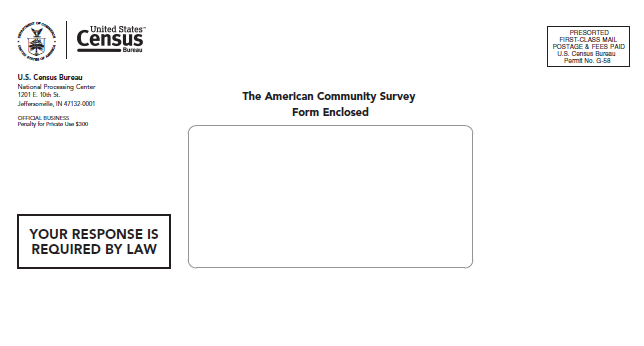 United States™
Census
Bureau
PRESORTED
FIRST-CLASS MAIL
POSTAGE & FEES PAID
U.S. Census Bureau
Permit No. G-58
U.S. Census Bureau
National Processing Center
1201 E. 10th St.
Jeffersonville, IN 47132-0001
OFFICIAL BUSINESS
Penalty for Private Use $300
The American Community Survey
Form Enclosed
YOUR RESPONSE IS
REQUIRED BY LAW